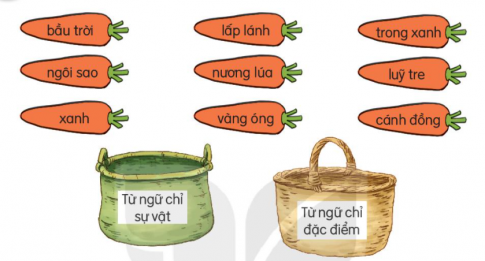 bầu trời
lấp lánh
trong xanh
ngôi sao
nương lúa
luỹ tre
xanh
vàng óng
cánh đồng
Từ ngữ chỉ
sự vật
Từ ngữ chỉ
đặc điểm